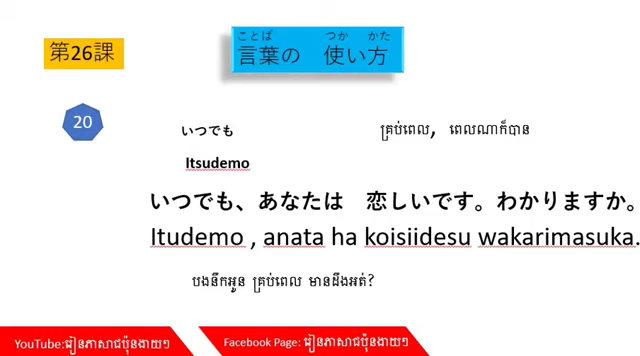 第26課
ことば つか かた
言葉の 使い方
20
いつでも
គ្រប់ពេល, ពេលណាក៏បាន
Itsudemo
いつでも、あなたは 恋しいです。わかりますか。
Itudemo , anata ha koisiidesu wakarimasuka.
បងនឹកអូន គ្រប់ពេល មានដឹងអត់?
YouTube:រៀនភាសាជប៉ុនងាយៗ
Facebook Page: រៀនភាសាជប៉ុនងាយៗ